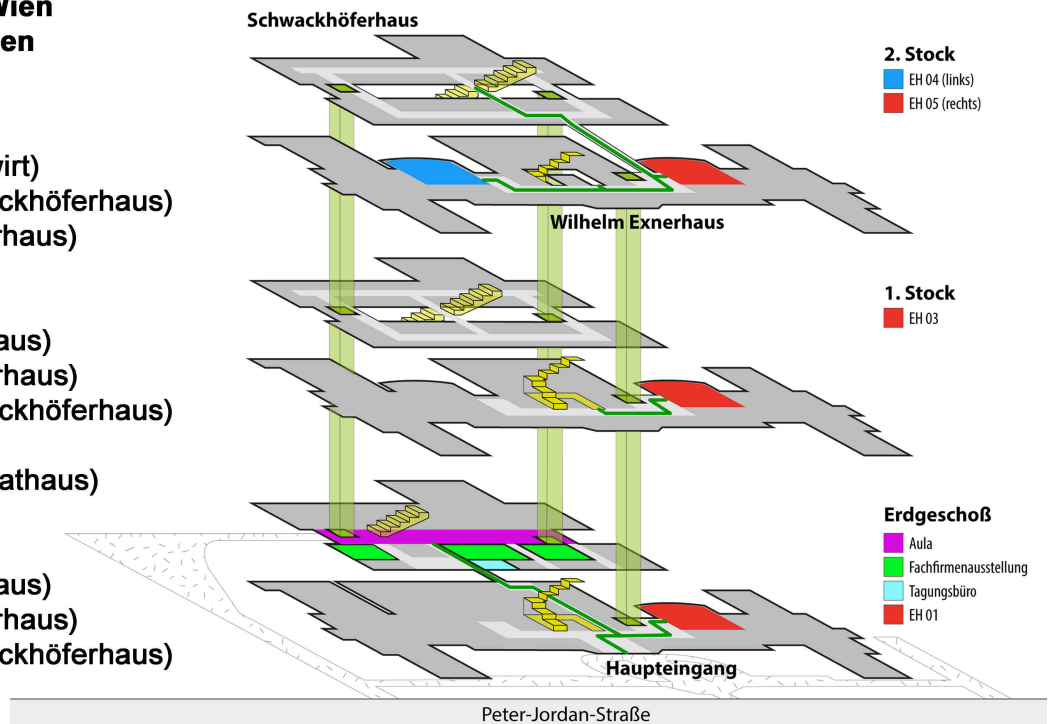 Wien
en
Schwackhöferhaus
2. Stock
EH 04 (links)
EH 05 (rechts)
wirt)
ckhöferhaus)
rhaus)
Wilhelm Exnerhaus
1. Stock
EH 03
aus)
rhaus)
ckhöferhaus)
athaus)
Erdgeschoß
Aula
Fachfirmenausstellung
Tagungsbüro
EH 01
aus)
rhaus)
ckhöferhaus)
Haupteingang
Peter-Jordan-Straße